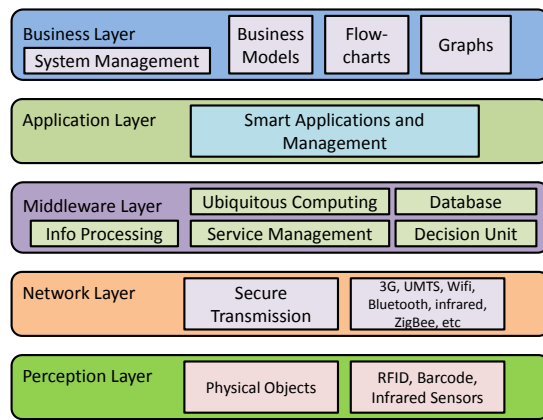 Business Layer
System Management
Business
Models
Flow-
charts
Graphs
Application Layer
Smart Applications and
Management
Middleware Layer
Ubiquitous Computing
Database
Info Processing
Service Management
Decision Unit
Network Layer
Secure
Transmission
3G, UMTS, Wifi,
Bluetooth, infrared,
ZigBee, etc
Perception Layer
Physical Objects
RFID, Barcode,
Infrared Sensors